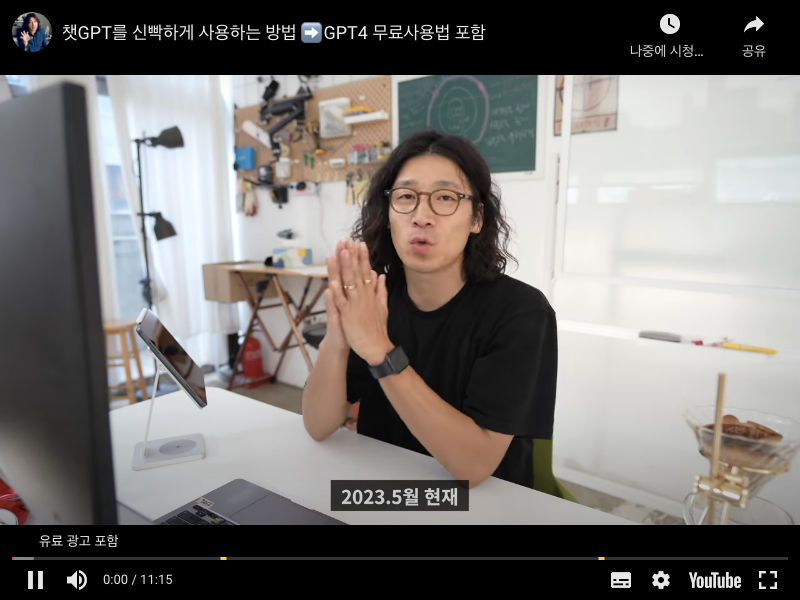 챗GPT를 신빡하게 사용하는 방법 ➡️GPT4 무료사용법 포함
나중에 시청...
공유
2023.5월 현재
유료 광고 포함
0:00 / 11:15
YouTube